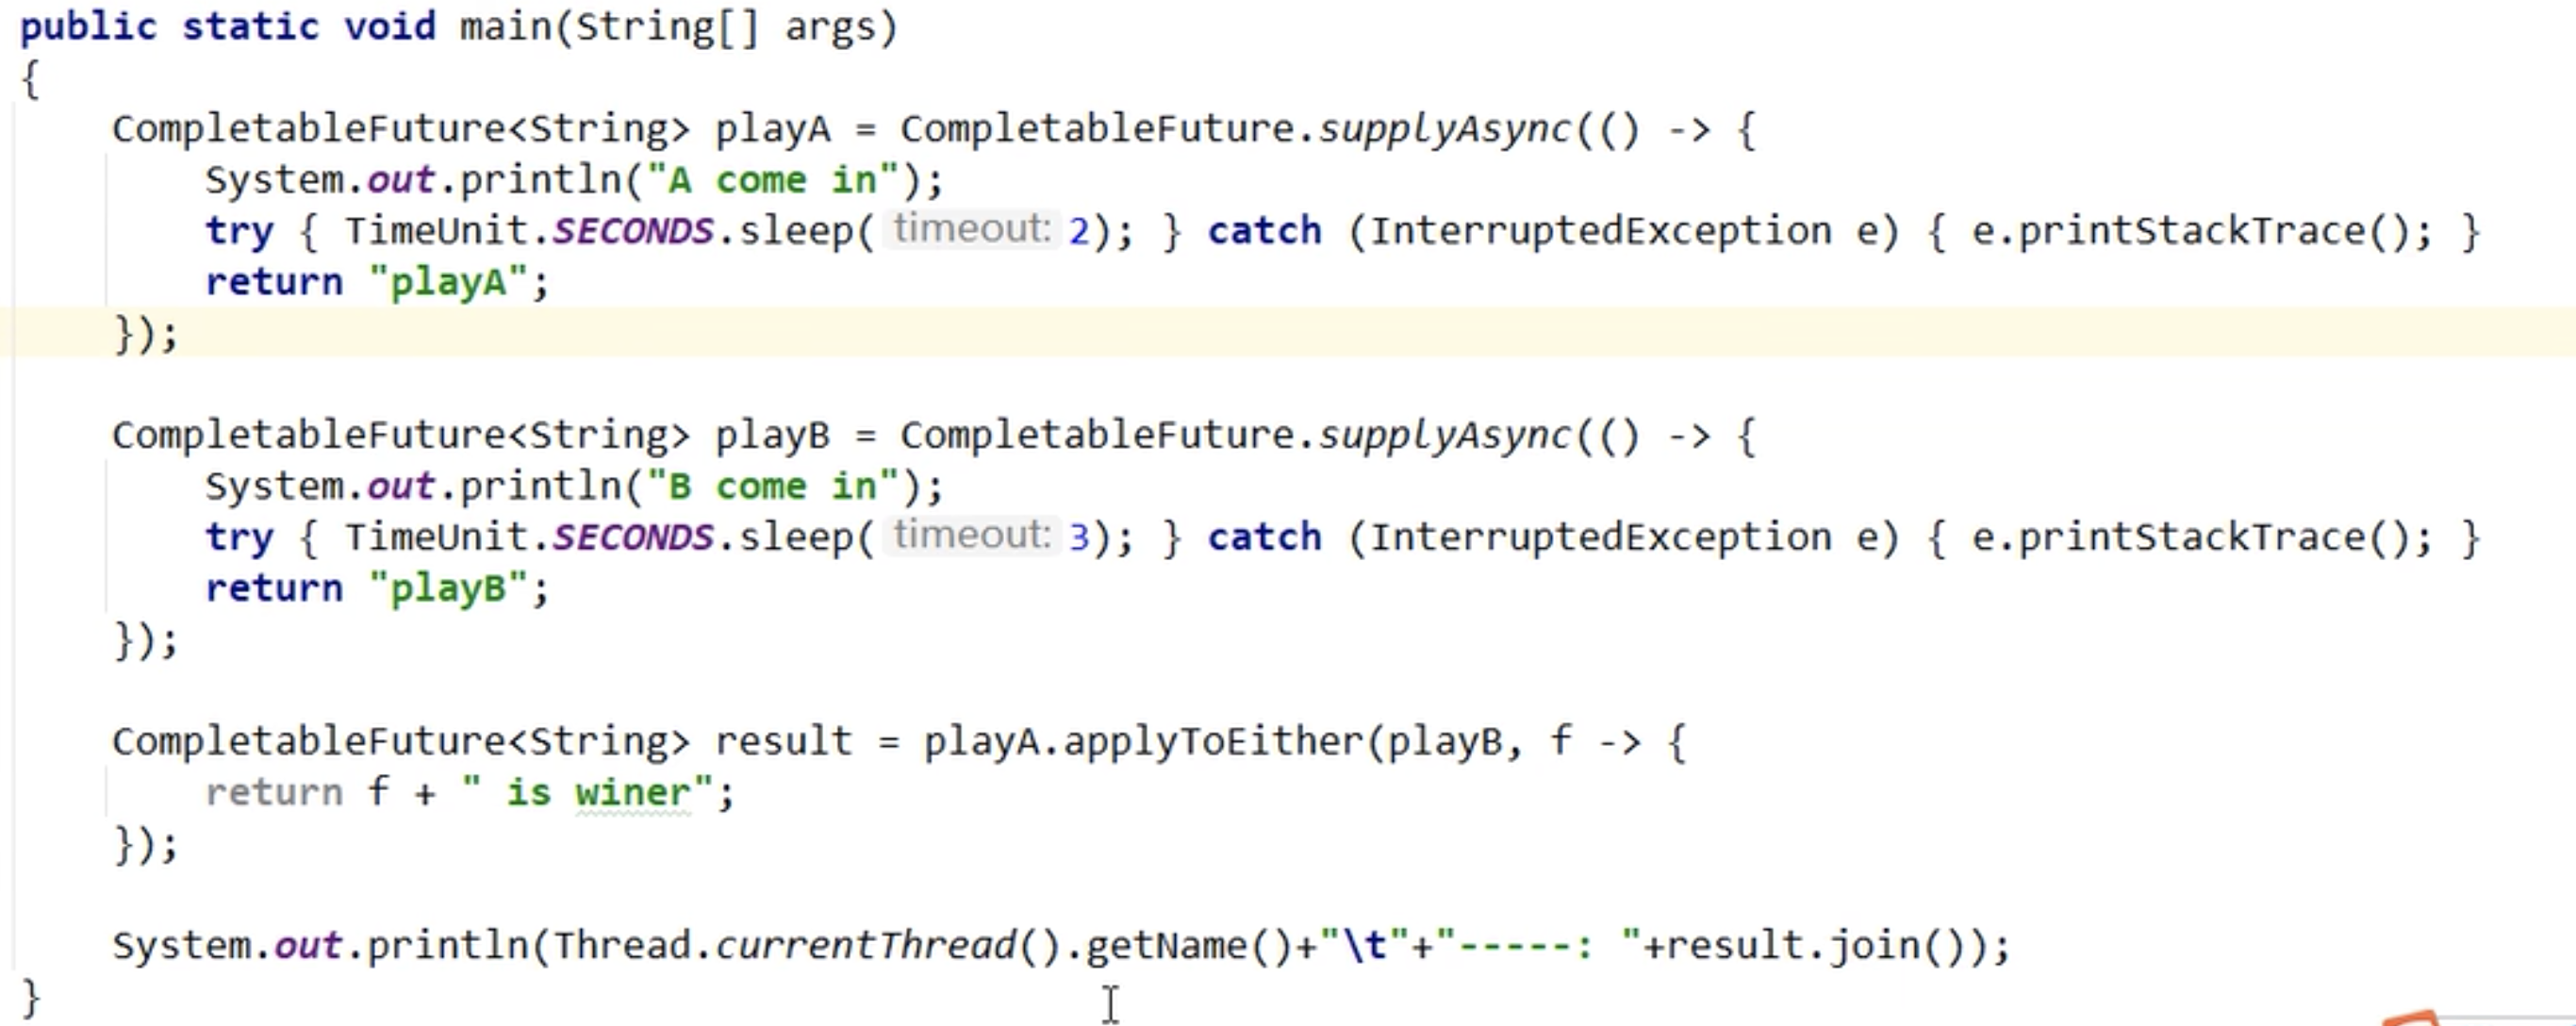 public static void main(String[] args)
{
    CompletableFuture<String> playA = CompletableFuture.supplyAsync(() -> {
        System.out.println("A come in");
        try { TimeUnit.SECONDS.sleep( timeout: 2); } catch (InterruptedException e) { e.printStackTrace(); }
        return "playA";
    });
    CompletableFuture<String> playB = CompletableFuture.supplyAsync(() -> {
        System.out.println("B come in");
        try { TimeUnit.SECONDS.sleep( timeout: 3); } catch (InterruptedException e) { e.printStackTrace(); }
        return "playB";
    });
    CompletableFuture<String> result = playA.applyToEither(playB, f -> {
        return f + " is winer";
    });
    System.out.println(Thread.currentThread().getName()+"\t"+"-----: "+result.join());
}